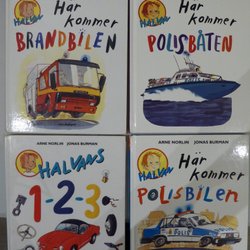 HALVAN
Här
kommer
BRANDBILEN
HALVAN
Här
kommer
POLISBÅTEN
ARNE NORLIN JONAS BURMAN
HALVANS
1-2-3
ARNE NORLIN JONAS BURMAN
HALVAN
Här
kommer
POLISBILEN
POLIS